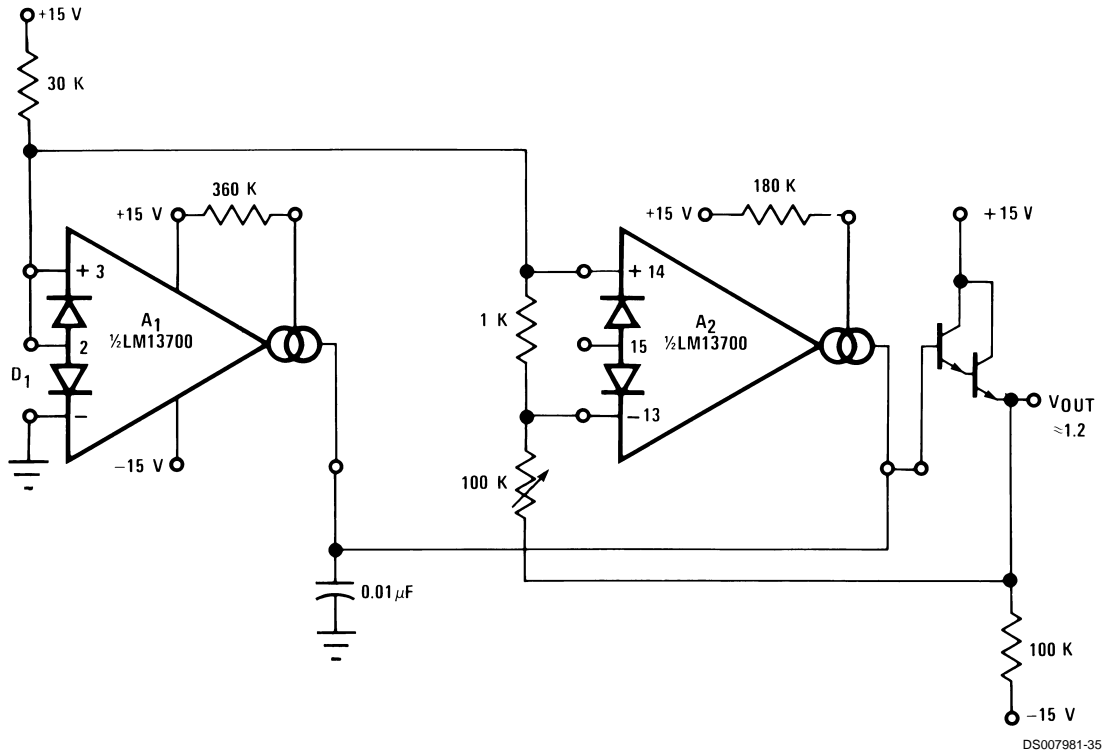 +15 V
30 K
360 K
+15 V
180 K
+15 V
+15 V
+ 3
A1
½LM13700
2
D1
−
−15 V
1 K
+ 14
A2
½LM13700
15
− 13
VOUT
≈1.2
100 K
0.01 μF
100 K
−15 V
DS007981-35